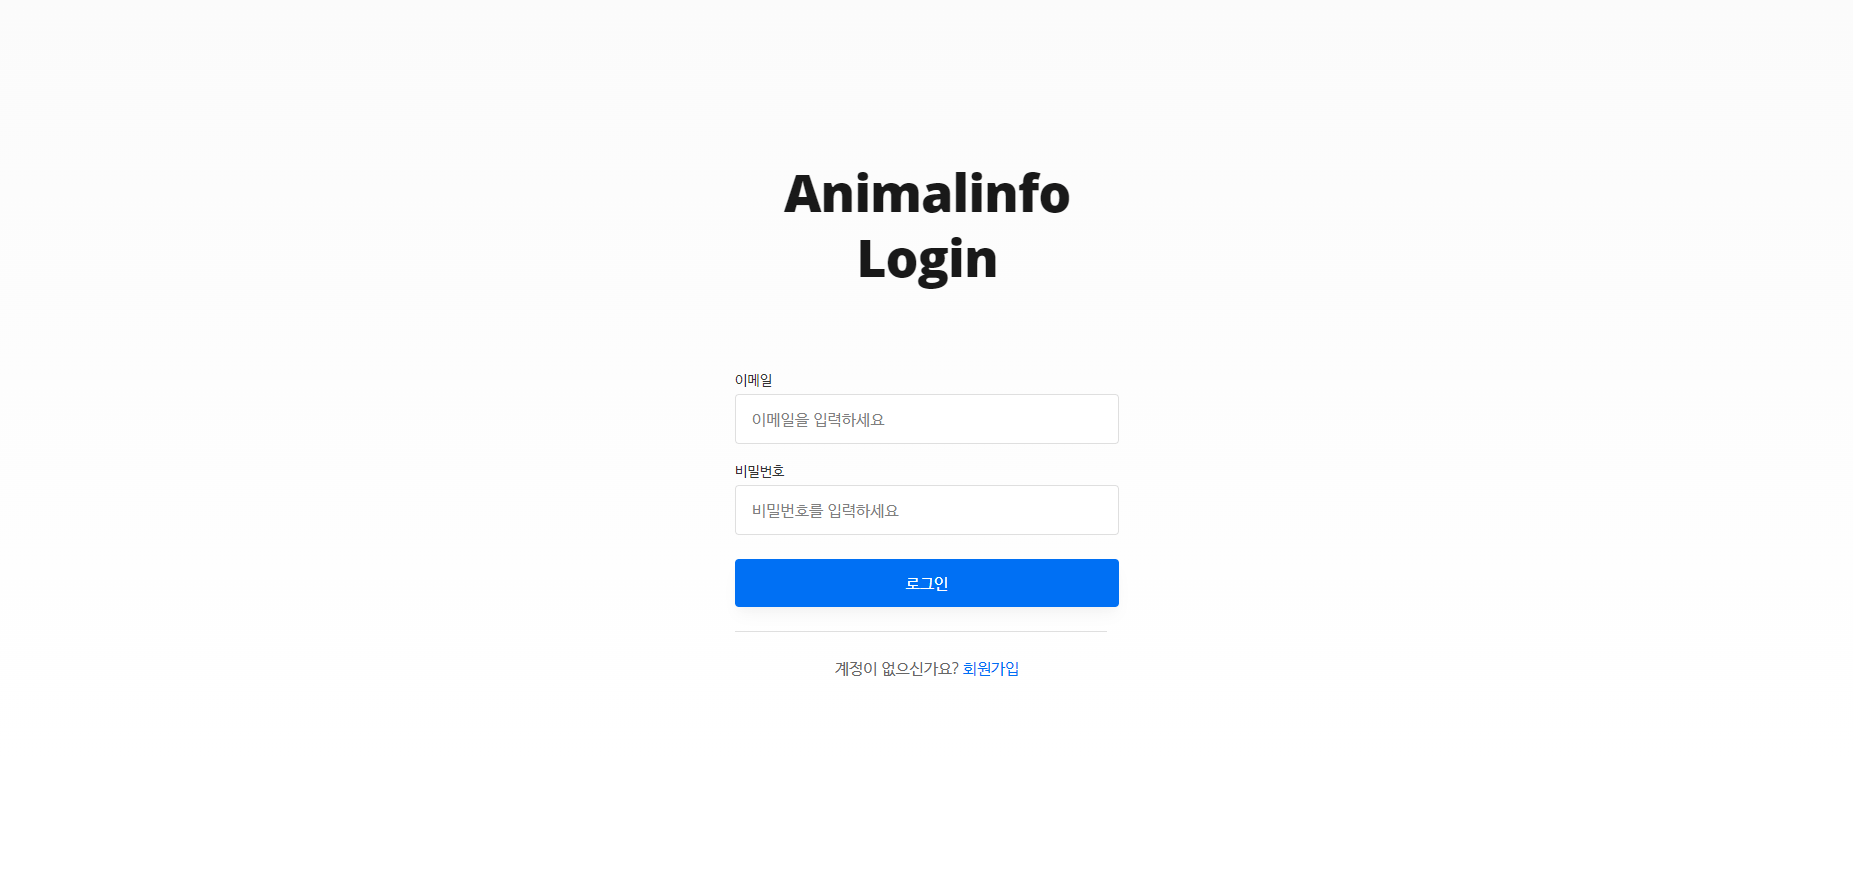 Animalinfo
Login
이메일
이메일을 입력하세요
비밀번호
비밀번호를 입력하세요
로그인
계정이 없으신가요? 회원가입